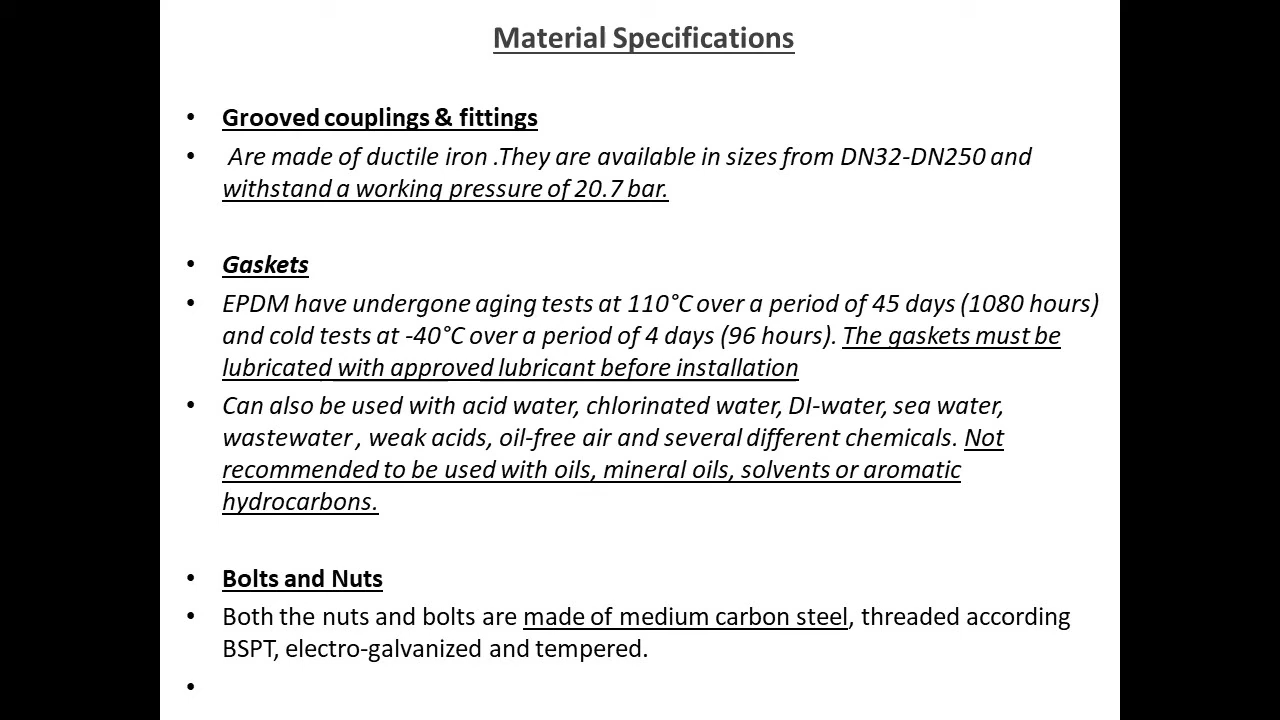 Material Specifications
• Grooved couplings & fittings
• Are made of ductile iron .They are available in sizes from DN32-DN250 and
withstand a working pressure of 20.7 bar.
• Gaskets
• EPDM have undergone aging tests at 110°C over a period of 45 days (1080 hours)
and cold tests at -40°C over a period of 4 days (96 hours). The gaskets must be
lubricated with approved lubricant before installation
• Can also be used with acid water, chlorinated water, DI-water, sea water,
wastewater , weak acids, oil-free air and several different chemicals. Not
recommended to be used with oils, mineral oils, solvents or aromatic
hydrocarbons.
• Bolts and Nuts
• Both the nuts and bolts are made of medium carbon steel, threaded according
BSPT, electro-galvanized and tempered.
•